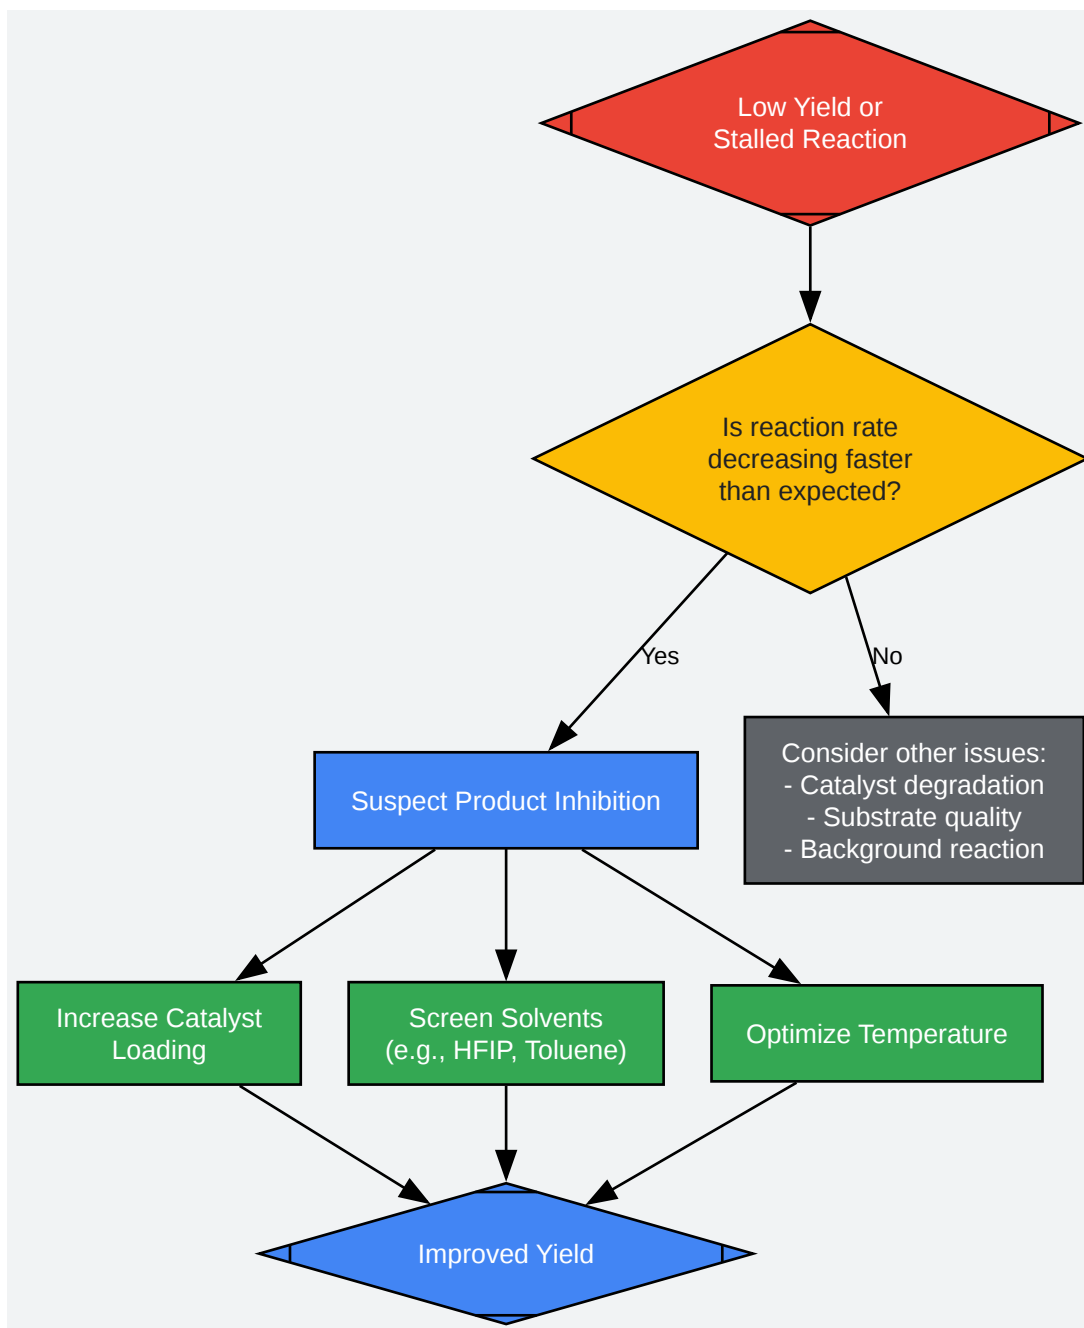 Low Yield or
Stalled Reaction
Is reaction rate
decreasing faster
than expected?
Yes
No
Suspect Product Inhibition
Consider other issues:
- Catalyst degradation
- Substrate quality
- Background reaction
Increase Catalyst
Loading
Screen Solvents
(e.g., HFIP, Toluene)
Optimize Temperature
Improved Yield